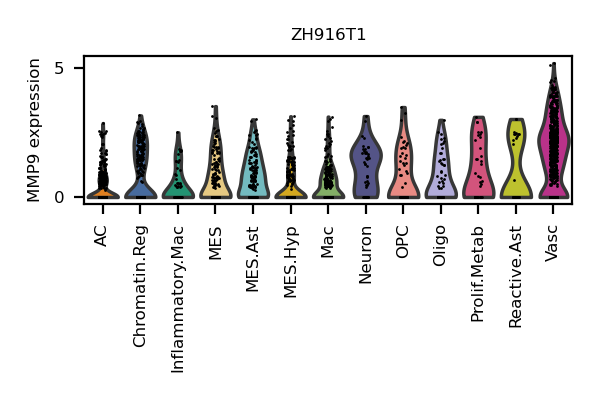 ZH916T1
MMP9 expression
5
0
AC
Chromatin.Reg
Inflammatory.Mac
MES
MES.Ast
MES.Hyp
Mac
Neuron
OPC
Oligo
Prolif.Metab
Reactive.Ast
Vasc